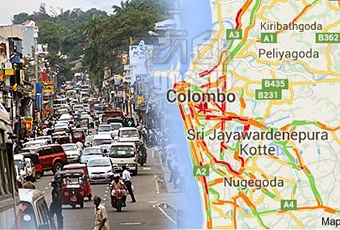 Kiribathgoda
A3
A1
B362
Peliyagoda
B435
B231
Colombo
Sri Jayawardenepura
Kotte
A2
Nugegoda
A4
Map